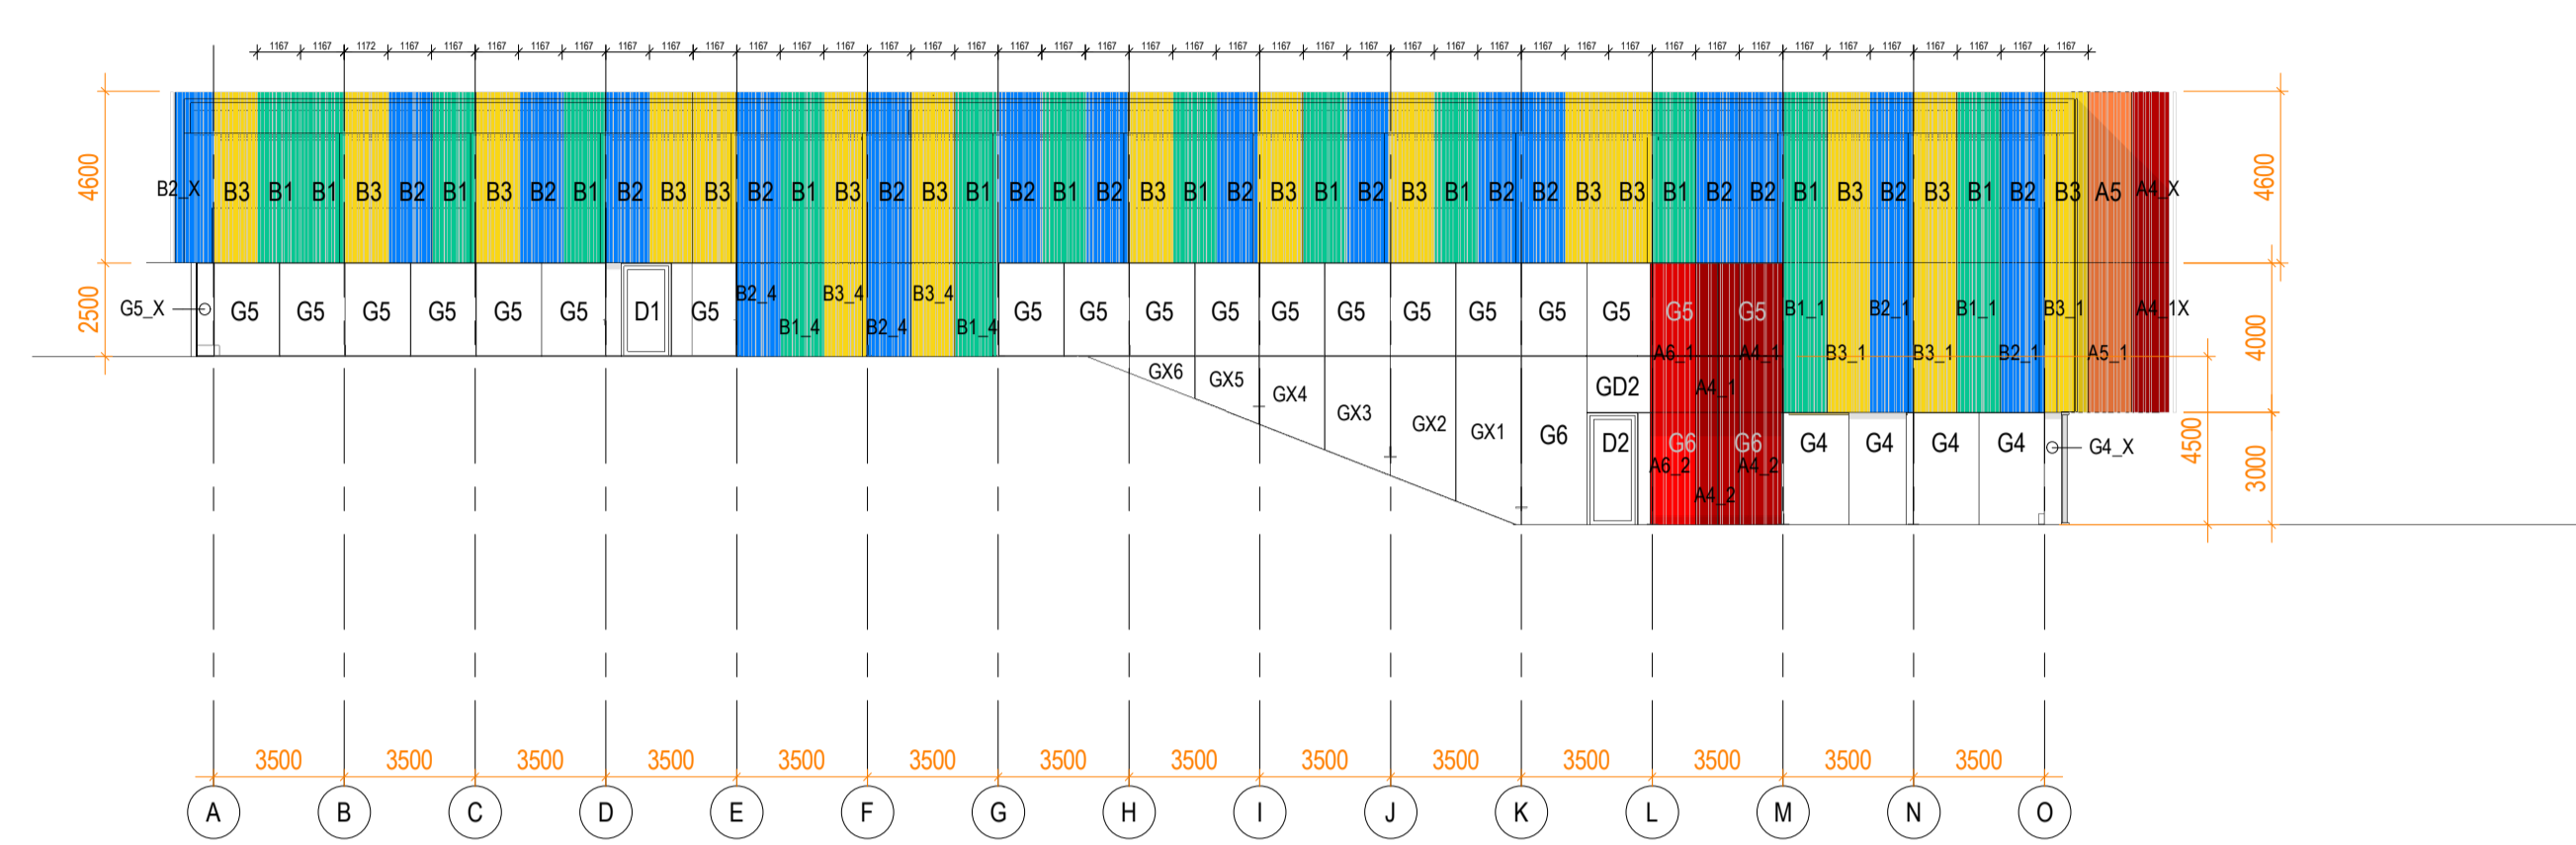 1167 1167 1172 1167 1167 1167 1167 1167 1167 1167 1167 1167 1167 1167 1167 1167 1167 1167 1167 1167 1167 1167 1167 1167 1167 1167 1167 1167 1167 1167 1167 1167 1167 1167 1167 1167 1167 1167 1167 1167 1167 1167
4600 4600
B2_X B3 B1 B1 B3 B2 B1 B3 B2 B1 B2 B3 B3 B2 B1 B3 B2 B3 B1 B2 B1 B2 B3 B1 B2 B3 B1 B2 B3 B1 B2 B2 B3 B3 B1 B2 B2 B1 B3 B2 B3 B1 B2 B3 A5 A4_X
B2_4 B3_4 B3_4
2500
G5_X G5 G5 G5 G5 G5 G5 D1 G5 G5 G5 G5 G5 G5 G5 G5 G5 G5 G5 G5 G5 B1_1 B2_1 B1_1 B3_1 A4_1X
B1_4 B2_4 B1_4
4000
A6_1 A4_1 B3_1 B3_1 B2_1 A5_1
GX6 GX5 GX4 GX3 GX2 GX1 GD2 A4_1
G6 D2 G6 G6 G4 G4 G4 G4 G4_X
4500 3000
A6_2 A4_2
A4_2
3500 3500 3500 3500 3500 3500 3500 3500 3500 3500 3500 3500 3500 3500
A B C D E F G H I J K L M N O